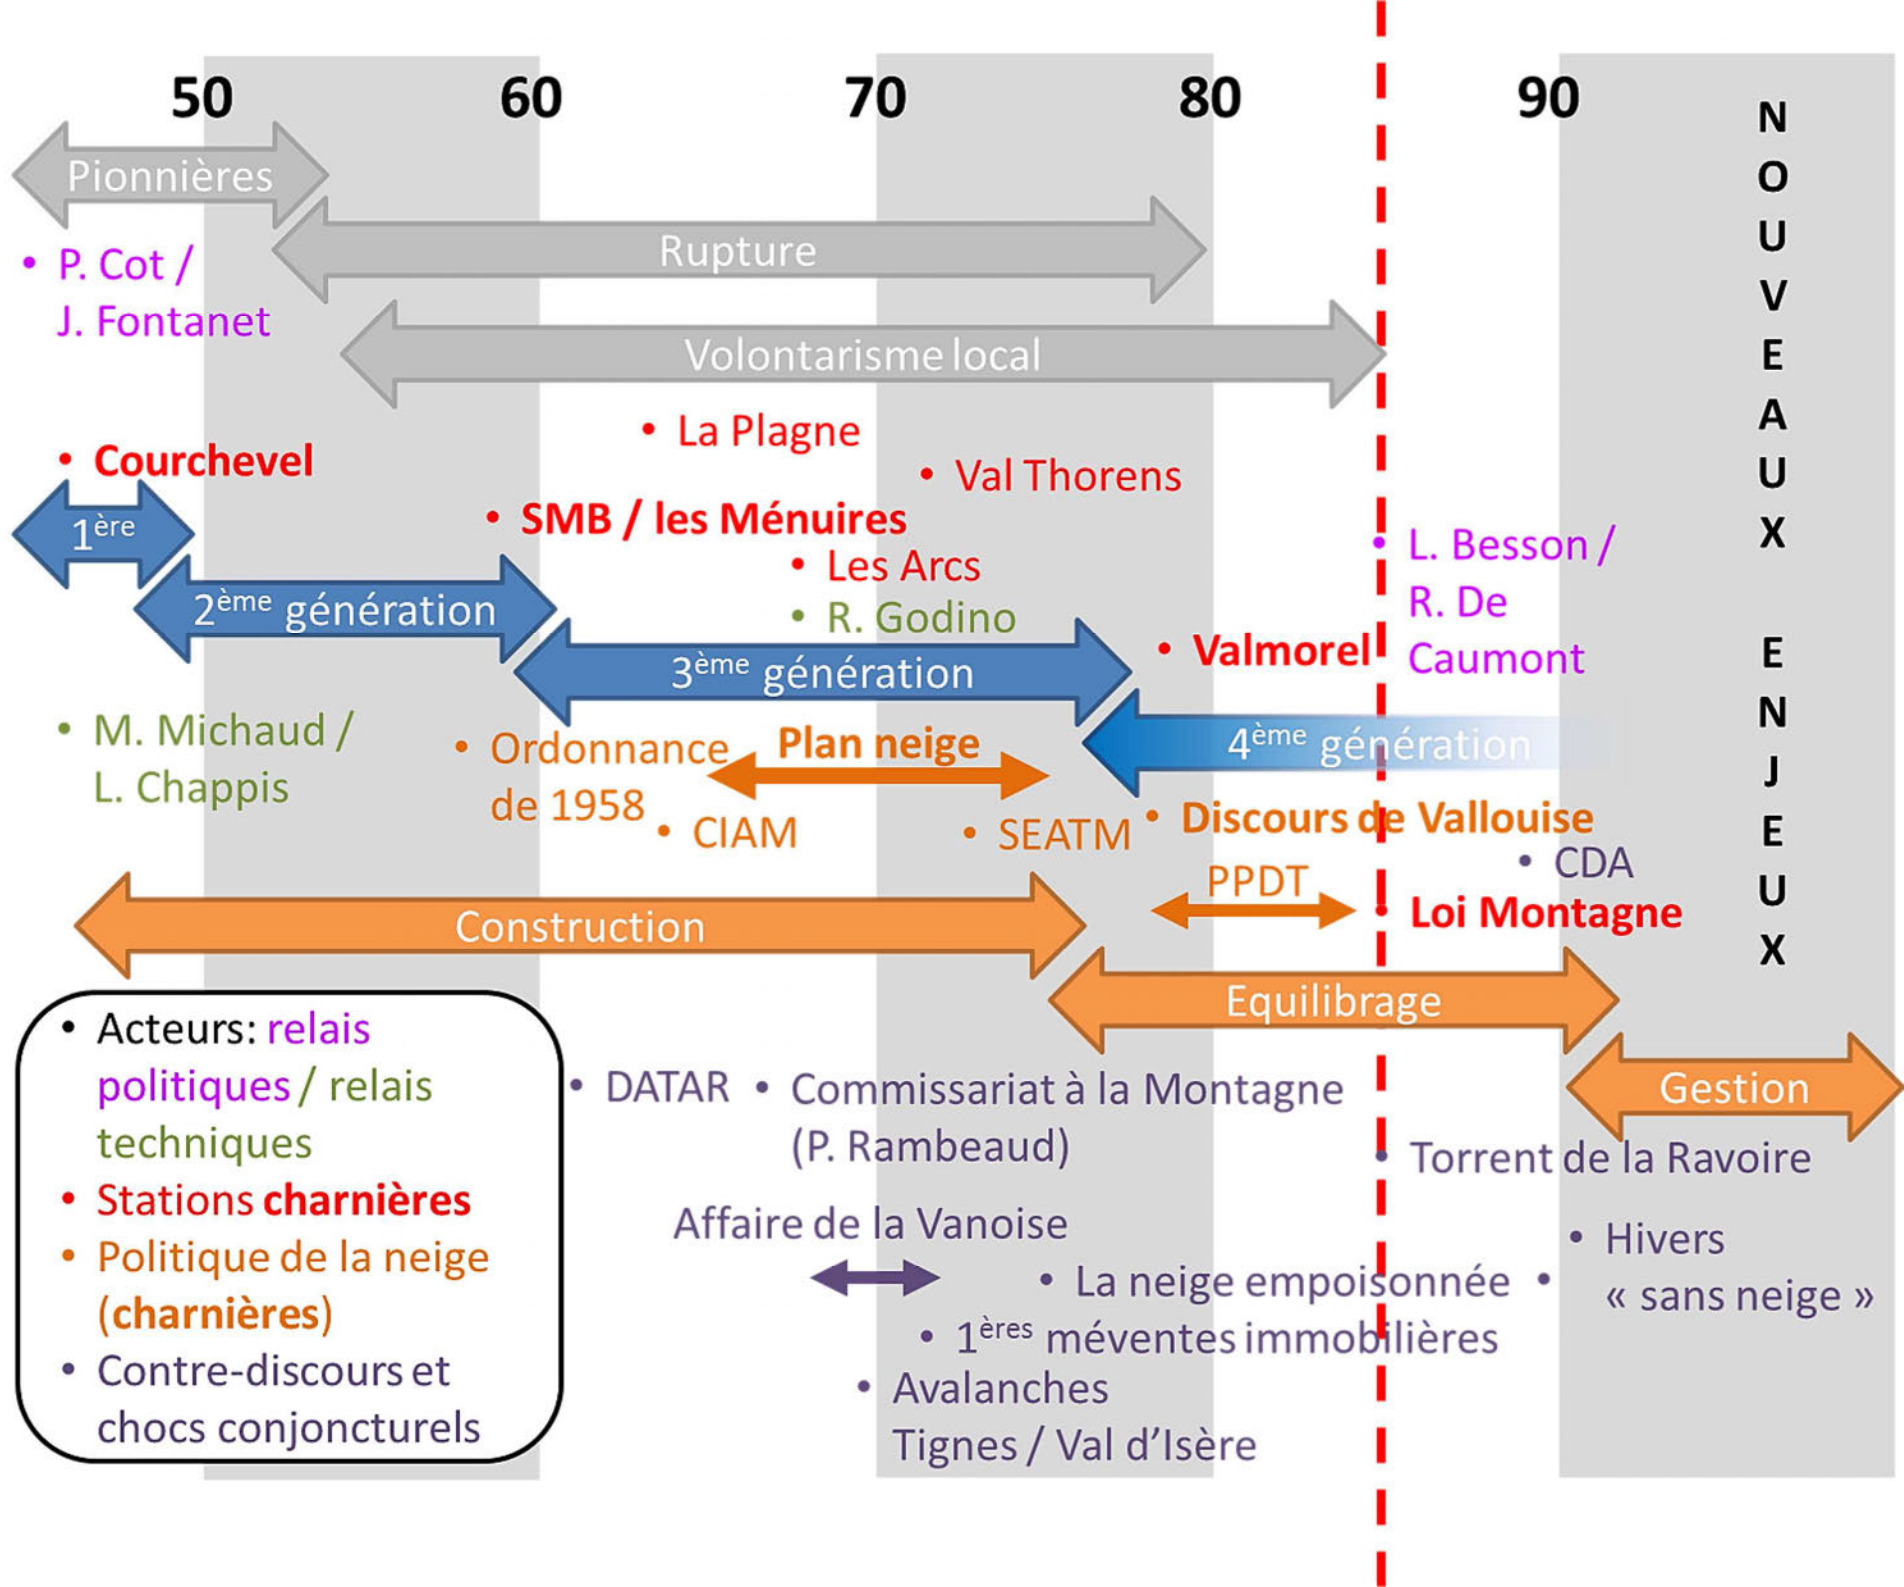 50 60 70 80 90
Pionnières
Rupture
• P. Cot /
J. Fontanet
Volontarisme local
• La Plagne
• Courchevel
• Val Thorens
1ère
• SMB / les Ménuires
• L. Besson /
R. De
Caumont
• Les Arcs
2ème génération
• R. Godino
• Valmorel
3ème génération
• M. Michaud /
L. Chappis
• Ordonnance
de 1958
Plan neige
4ème génération
• CIAM
• SEATM
• Discours de Vallouise
• CDA
PPDT
• Loi Montagne
Construction
Equilibrage
Gestion
N
O
U
V
E
A
U
X
E
N
J
E
U
X
• Acteurs: relais
politiques / relais
techniques
• Stations charnières
• Politique de la neige
(charnières)
• Contre-discours et
chocs conjoncturels
• DATAR
• Commissariat à la Montagne
(P. Rambeaud)
• Torrent de la Ravoire
Affaire de la Vanoise
• Hivers
« sans neige »
• La neige empoisonnée •
• 1ères méventes immobilières
• Avalanches
Tignes / Val d’Isère